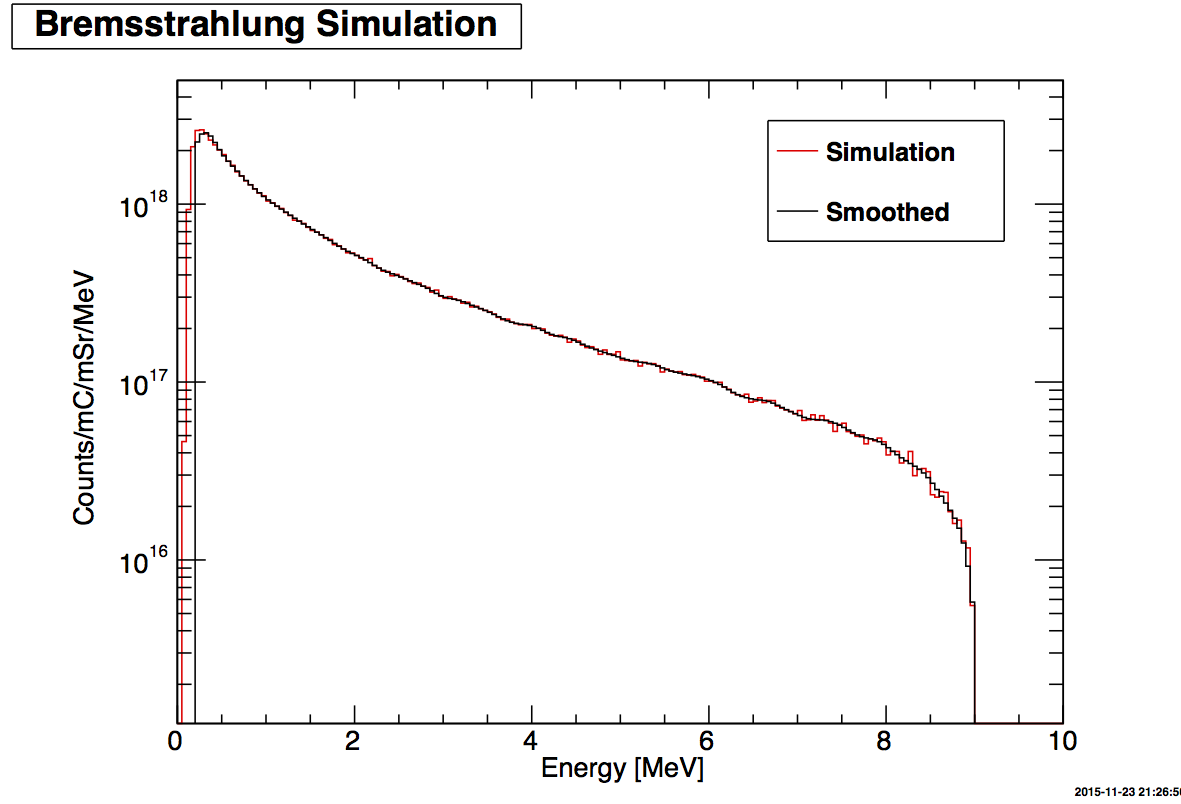 Bremsstrahlung Simulation
Simulation
Smoothed
Counts/mC/mSr/MeV
10^18
10^17
10^16
0 2 4 6 8 10
Energy [MeV]
2015-11-23 21:26:50